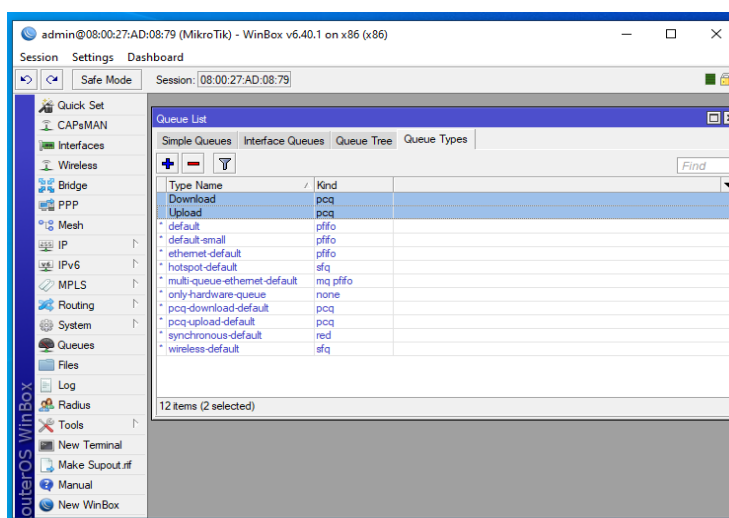 admin@08:00:27:AD:08:79 (MikroTik) - WinBox v6.40.1 on x86 (x86)
Session Settings Dashboard
Safe Mode Session: 08:00:27:AD:08:79
Quick Set
CAPsMAN
Interfaces
Wireless
Bridge
PPP
Mesh
IP
IPv6
MPLS
Routing
System
Queues
Files
Log
Radius
Tools
New Terminal
Make Supout.rif
Manual
New WinBox
outerOS WinBox
Queue List
Simple Queues Interface Queues Queue Tree Queue Types
Find
Type Name / Kind
Download pcq
Upload pcq
* default pfifo
* default-small pfifo
* ethernet-default pfifo
* hotspot-default sfq
* multi-queue-ethernet-default mq pfifo
* only-hardware-queue none
* pcq-download-default pcq
* pcq-upload-default pcq
* synchronous-default red
* wireless-default sfq
12 items (2 selected)